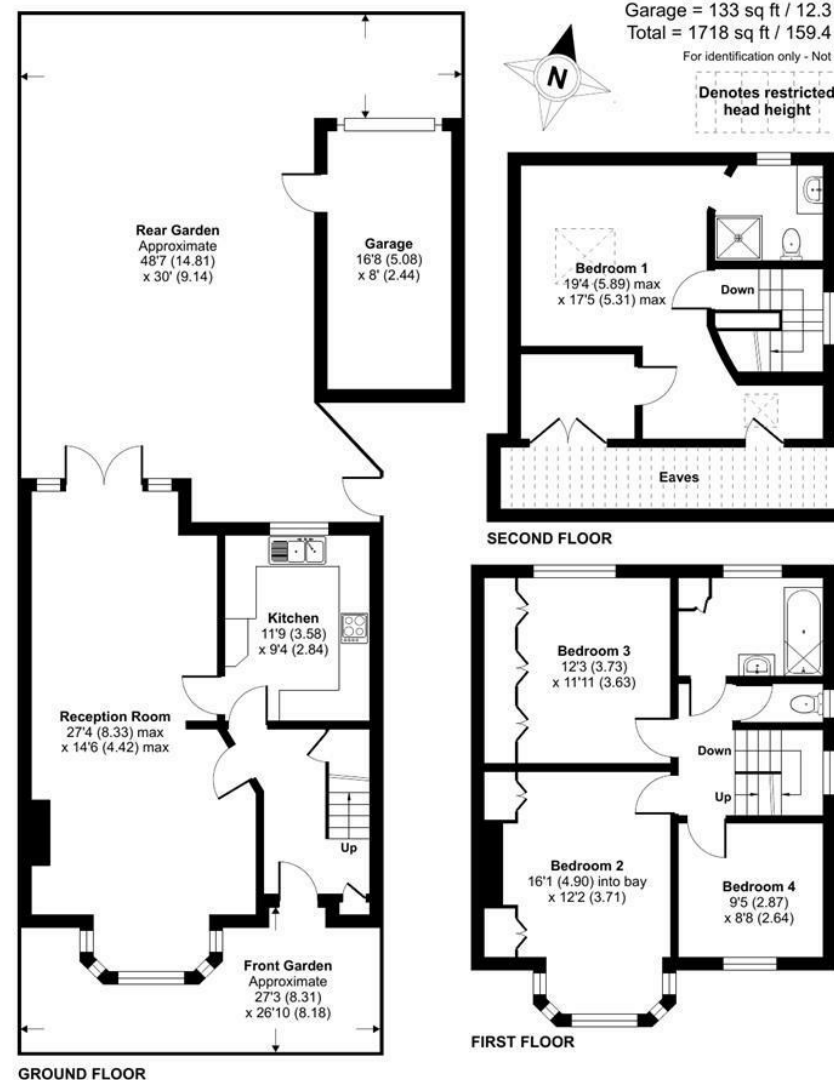 Garage = 133 sq ft / 12.3
Total = 1718 sq ft / 159.4
For identification only - Not
N
Denotes restricted
head height
Rear Garden
Approximate
48'7 (14.81)
x 30' (9.14)
Garage
16'8 (5.08)
x 8' (2.44)
Bedroom 1
19'4 (5.89) max
x 17'5 (5.31) max
Down
Eaves
SECOND FLOOR
Kitchen
11'9 (3.58)
x 9'4 (2.84)
Reception Room
27'4 (8.33) max
x 14'6 (4.42) max
Up
Front Garden
Approximate
27'3 (8.31)
x 26'10 (8.18)
GROUND FLOOR
Bedroom 3
12'3 (3.73)
x 11'11 (3.63)
Down
Up
Bedroom 2
16'1 (4.90) into bay
x 12'2 (3.71)
Bedroom 4
9'5 (2.87)
x 8'8 (2.64)
FIRST FLOOR